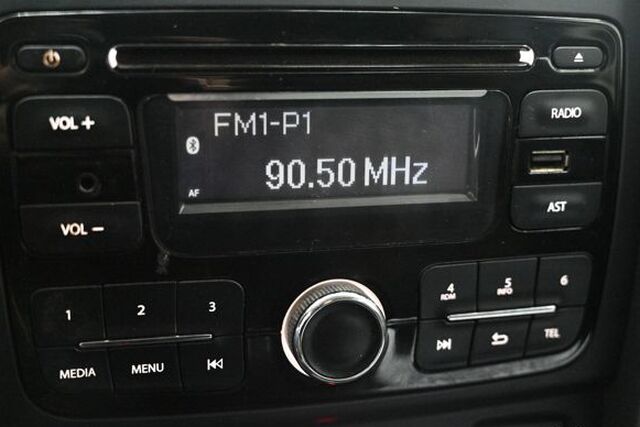 VOL +
FM1-P1
RADIO
90.50 MHz
AF
VOL –
AST
1
2
3
4
RDM
5
INFO
6
MEDIA
MENU
TEL